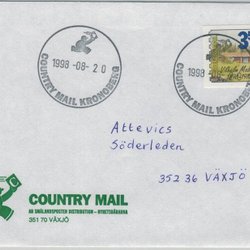 1998-08-20
COUNTRY MAIL KRONOBERG
1998-
COUNTRY MAIL KRONOBERG
35
Attevics
Söderleden
352 36 VÄXJÖ
COUNTRY MAIL
AB SMÅLANDSPOSTEN DISTRIBUTION - NYHETSBÄRARNA
351 70 VÄXJÖ